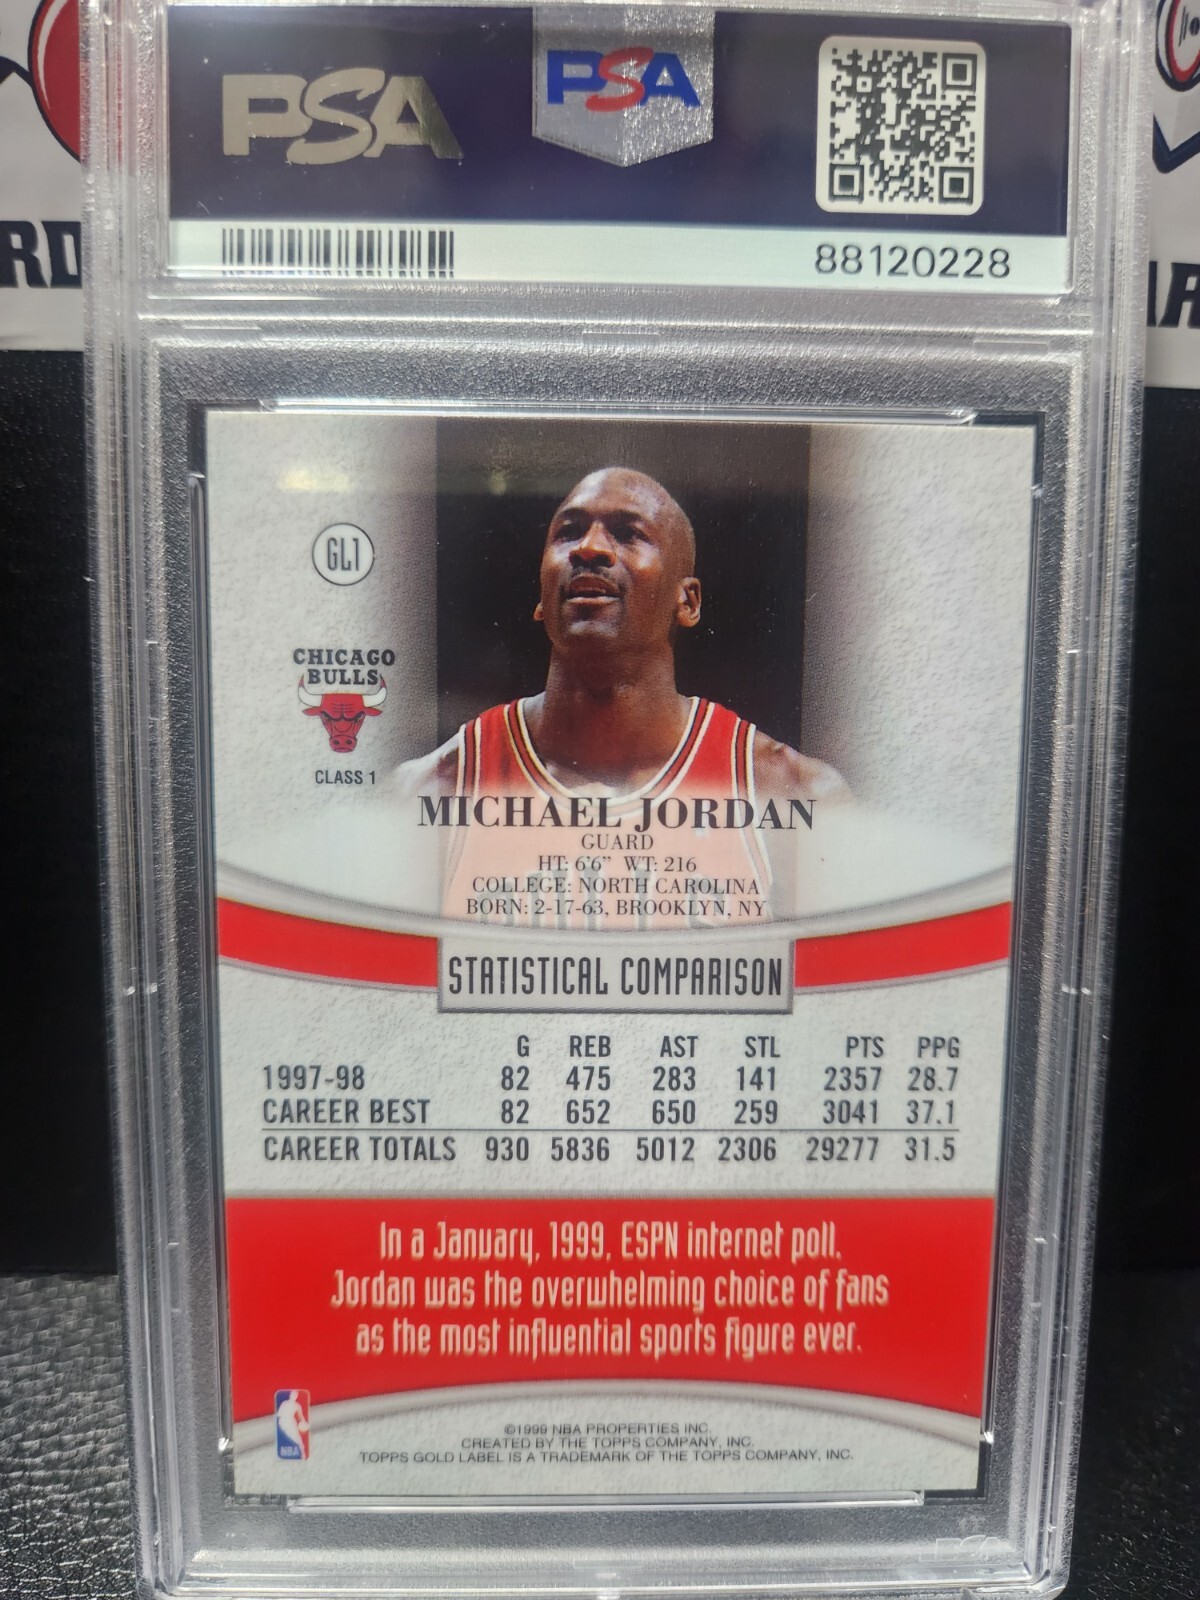 PSA
PSA
88120228
RD
AR
GL1
CHICAGO
BULLS
CLASS 1
MICHAEL JORDAN
GUARD
HT: 6'6" WT: 216
COLLEGE: NORTH CAROLINA
BORN: 2-17-63, BROOKLYN, NY
STATISTICAL COMPARISON
G REB AST STL PTS PPG
1997-98 82 475 283 141 2357 28.7
CAREER BEST 82 652 650 259 3041 37.1
CAREER TOTALS 930 5836 5012 2306 29277 31.5
In a January, 1999, ESPN internet poll,
Jordan was the overwhelming choice of fans
as the most influential sports figure ever.
NBA
©1999 NBA PROPERTIES INC.
CREATED BY THE TOPPS COMPANY, INC.
TOPPS GOLD LABEL IS A TRADEMARK OF THE TOPPS COMPANY, INC.